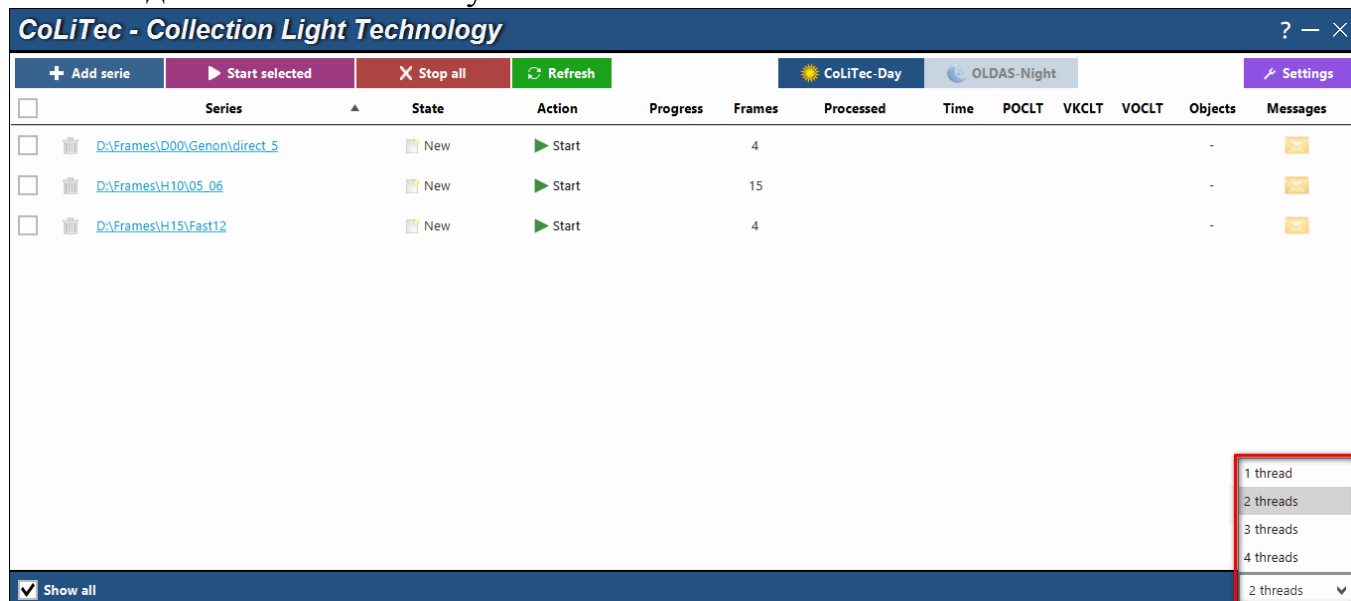 CoLiTec - Collection Light Technology
Add serie Start selected Stop all Refresh CoLiTec-Day OLDAS-Night Settings
Series State Action Progress Frames Processed Time POCLT VKCLT VOCLT Objects Messages
D:\Frames\D00\Genon\direct_5 New Start 4 -
D:\Frames\H10\05_06 New Start 15 -
D:\Frames\H15\Fast12 New Start 4 -
1 thread
2 threads
3 threads
4 threads
Show all 2 threads